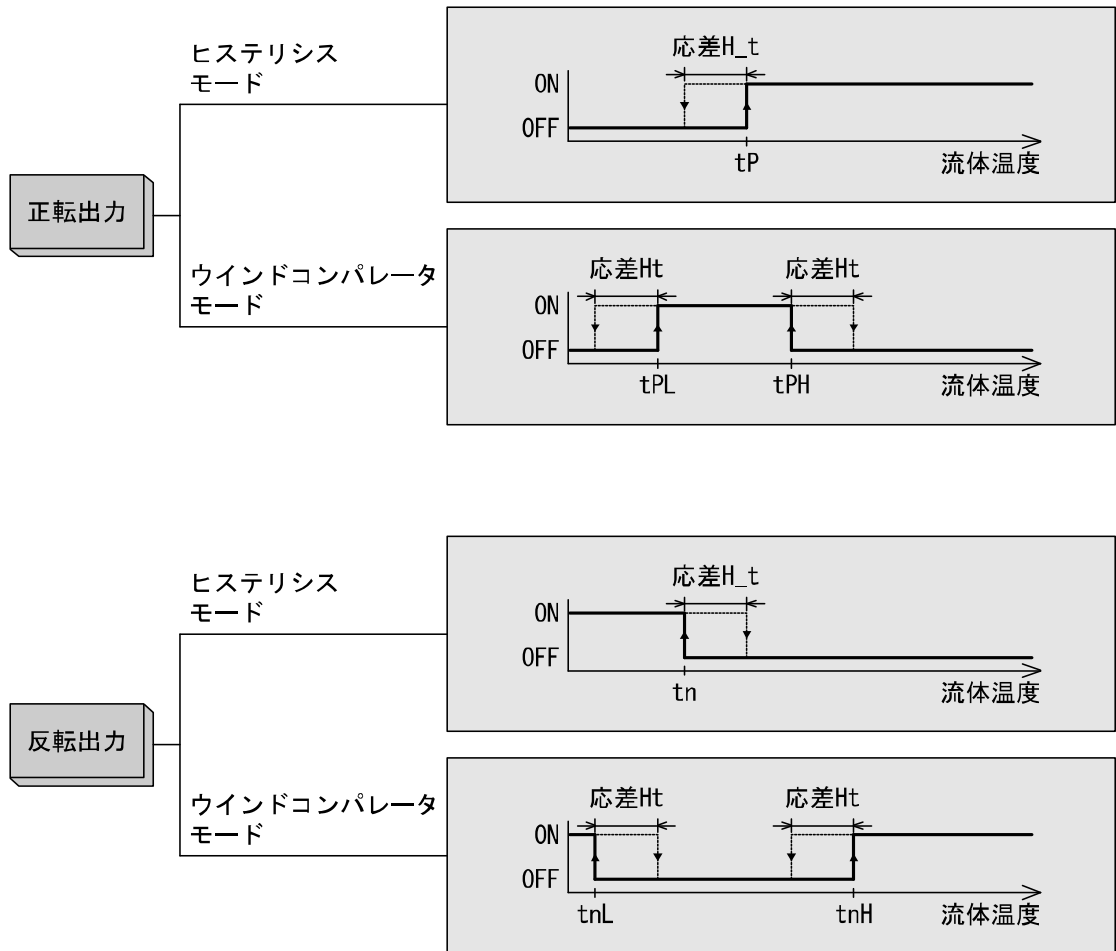 正転出力
ヒステリシス
モード
応差H_t
ON
OFF
tP
流体温度
ウインドコンパレータ
モード
応差Ht
応差Ht
ON
OFF
tPL
tPH
流体温度
反転出力
ヒステリシス
モード
応差H_t
ON
OFF
tn
流体温度
ウインドコンパレータ
モード
応差Ht
応差Ht
ON
OFF
tnL
tnH
流体温度